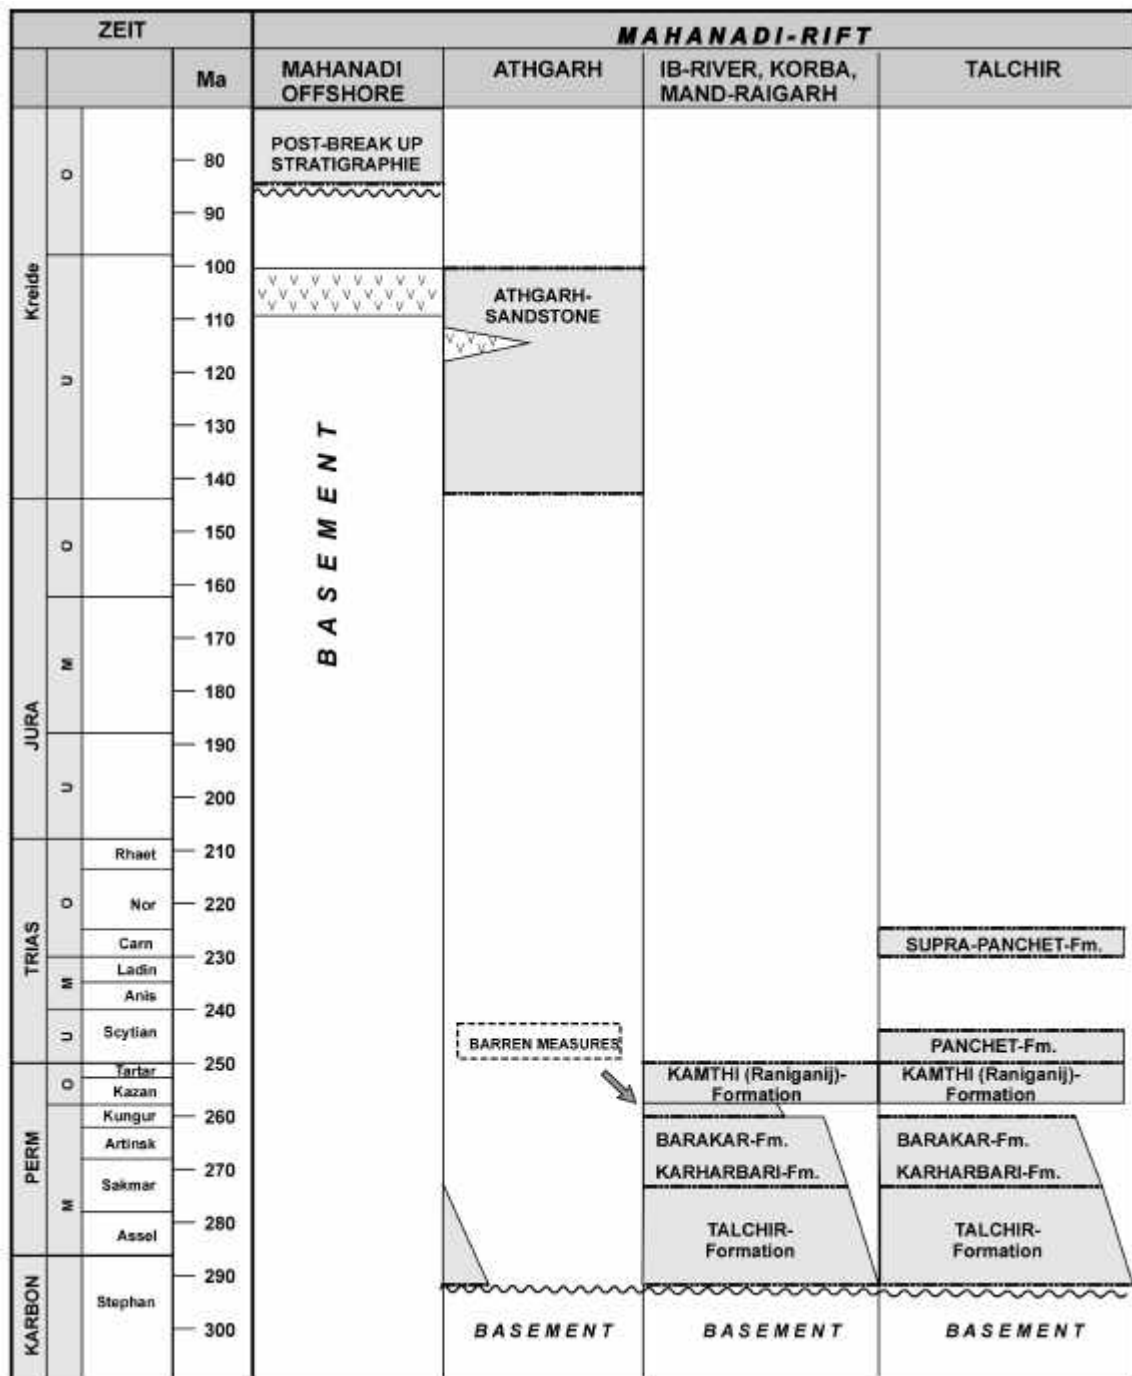 ZEIT
MAHANADI-RIFT
Ma
MAHANADI
OFFSHORE
ATHGARH
IB-RIVER, KORBA,
MAND-RAIGARH
TALCHIR
Kreide
O
U
JURA
O
M
U
TRIAS
O
M
U
PERM
O
M
KARBON
Rhaet
Nor
Carn
Ladin
Anis
Scytian
Tartar
Kazan
Kungur
Artinsk
Sakmar
Assel
Stephan
80
90
100
110
120
130
140
150
160
170
180
190
200
210
220
230
240
250
260
270
280
290
300
POST-BREAK UP
STRATIGRAPHIE
V V V V V V V V
V V V V V V V V V
V V V V V V V V
BASEMENT
ATHGARH-
SANDSTONE
V V
V V V
V V
BARREN MEASURES
BASEMENT
KAMTHI (Raniganij)-
Formation
BARAKAR-Fm.
KARHARBARI-Fm.
TALCHIR-
Formation
BASEMENT
SUPRA-PANCHET-Fm.
PANCHET-Fm.
KAMTHI (Raniganij)-
Formation
BARAKAR-Fm.
KARHARBARI-Fm.
TALCHIR-
Formation
BASEMENT